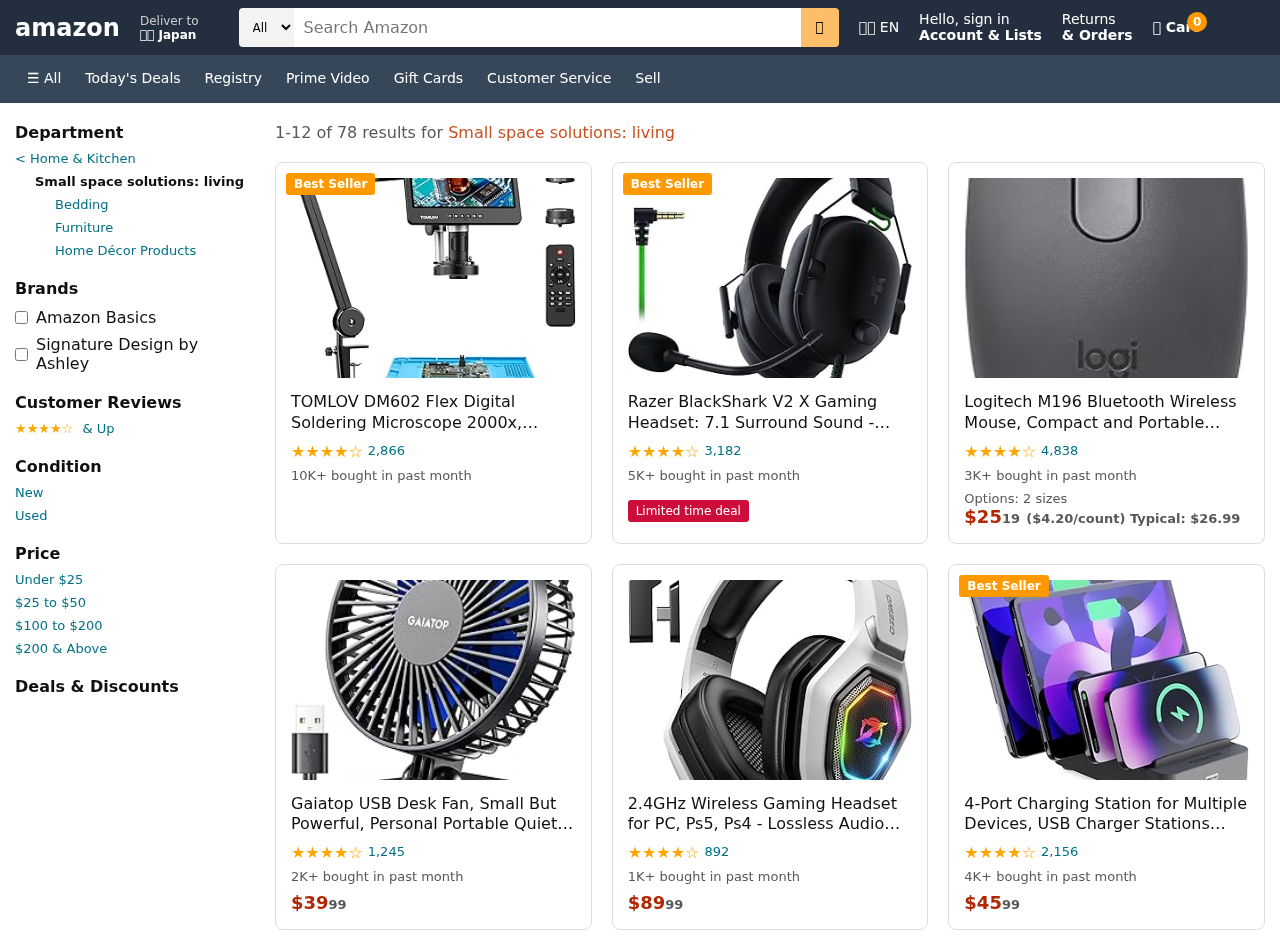 amazon
Deliver to
Japan
All
Search Amazon
EN
Hello, sign in
Account & Lists
Returns
& Orders
0
☰ All
Today's Deals
Registry
Prime Video
Gift Cards
Customer Service
Sell
Department
< Home & Kitchen
Small space solutions: living
Bedding
Furniture
Home Décor Products
Brands
Amazon Basics
Signature Design by
Ashley
Customer Reviews
★★★★☆ & Up
Condition
New
Used
Price
Under $25
$25 to $50
$100 to $200
$200 & Above
Deals & Discounts
1-12 of 78 results for Small space solutions: living
Best Seller
TOMLOV
TOMLOV DM602 Flex Digital
Soldering Microscope 2000x,...
★★★★☆ 2,866
10K+ bought in past month
Best Seller
Razer BlackShark V2 X Gaming
Headset: 7.1 Surround Sound -...
★★★★☆ 3,182
5K+ bought in past month
Limited time deal
logi
Logitech M196 Bluetooth Wireless
Mouse, Compact and Portable...
★★★★☆ 4,838
3K+ bought in past month
Options: 2 sizes
$25 19 ($4.20/count) Typical: $26.99
GAIATOP
Gaiatop USB Desk Fan, Small But
Powerful, Personal Portable Quiet...
★★★★☆ 1,245
2K+ bought in past month
$39 99
2.4GHz Wireless Gaming Headset
for PC, Ps5, Ps4 - Lossless Audio...
★★★★☆ 892
1K+ bought in past month
$89 99
Best Seller
4-Port Charging Station for Multiple
Devices, USB Charger Stations...
★★★★☆ 2,156
4K+ bought in past month
$45 99